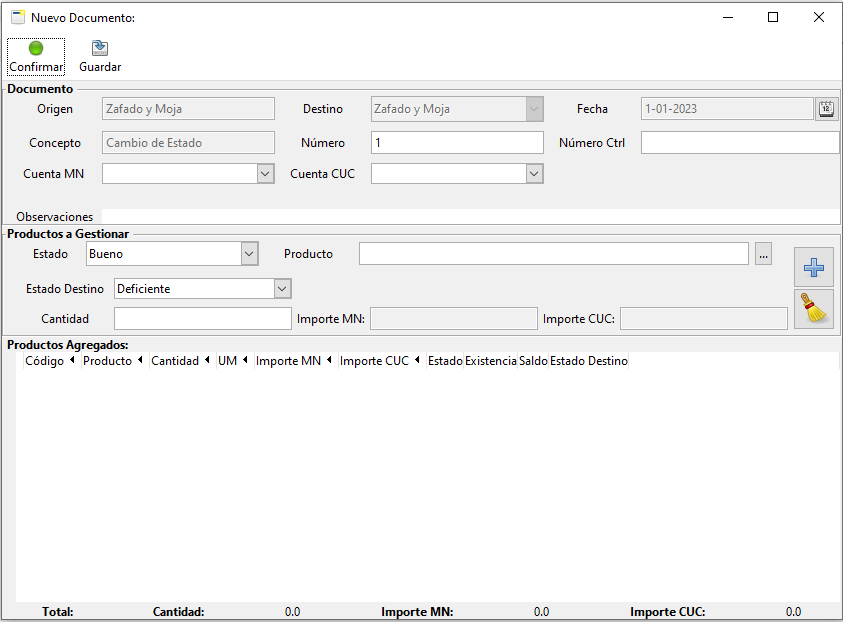 Nuevo Documento:
Confirmar Guardar
Documento
Origen Zafado y Moja Destino Zafado y Moja Fecha 1-01-2023 12
Concepto Cambio de Estado Número 1 Número Ctrl
Cuenta MN Cuenta CUC
Observaciones
Productos a Gestionar
Estado Bueno Producto ...
Estado Destino Deficiente
Cantidad Importe MN: Importe CUC:
Productos Agregados:
Código Producto Cantidad UM Importe MN Importe CUC Estado Existencia Saldo Estado Destino
Total: Cantidad: 0.0 Importe MN: 0.0 Importe CUC: 0.0